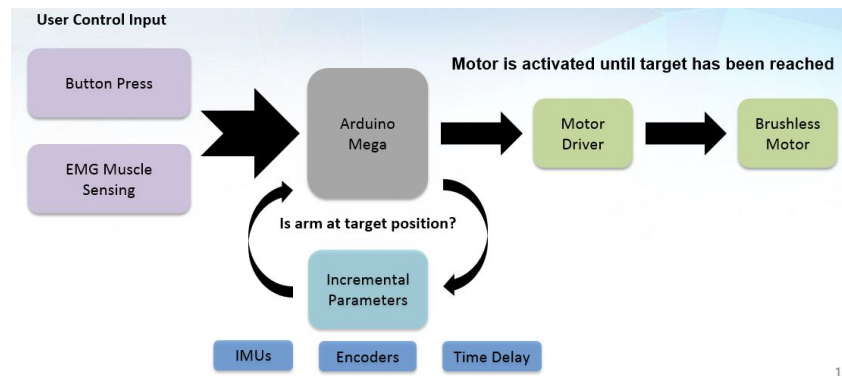 User Control Input
Button Press
EMG Muscle
Sensing
Arduino
Mega
Motor is activated until target has been reached
Motor
Driver
Brushless
Motor
Is arm at target position?
Incremental
Parameters
IMUs
Encoders
Time Delay
1